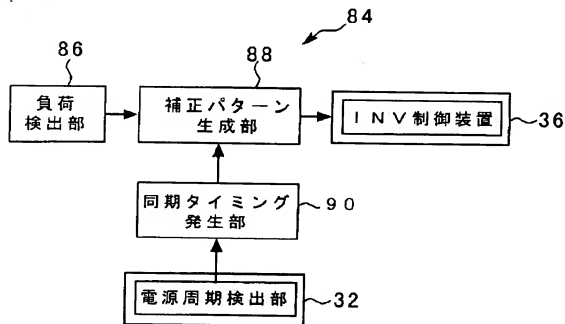 84
86
88
負荷
検出部
補正パターン
生成部
INV制御装置
36
同期タイミング
発生部
90
電源周期検出部
32